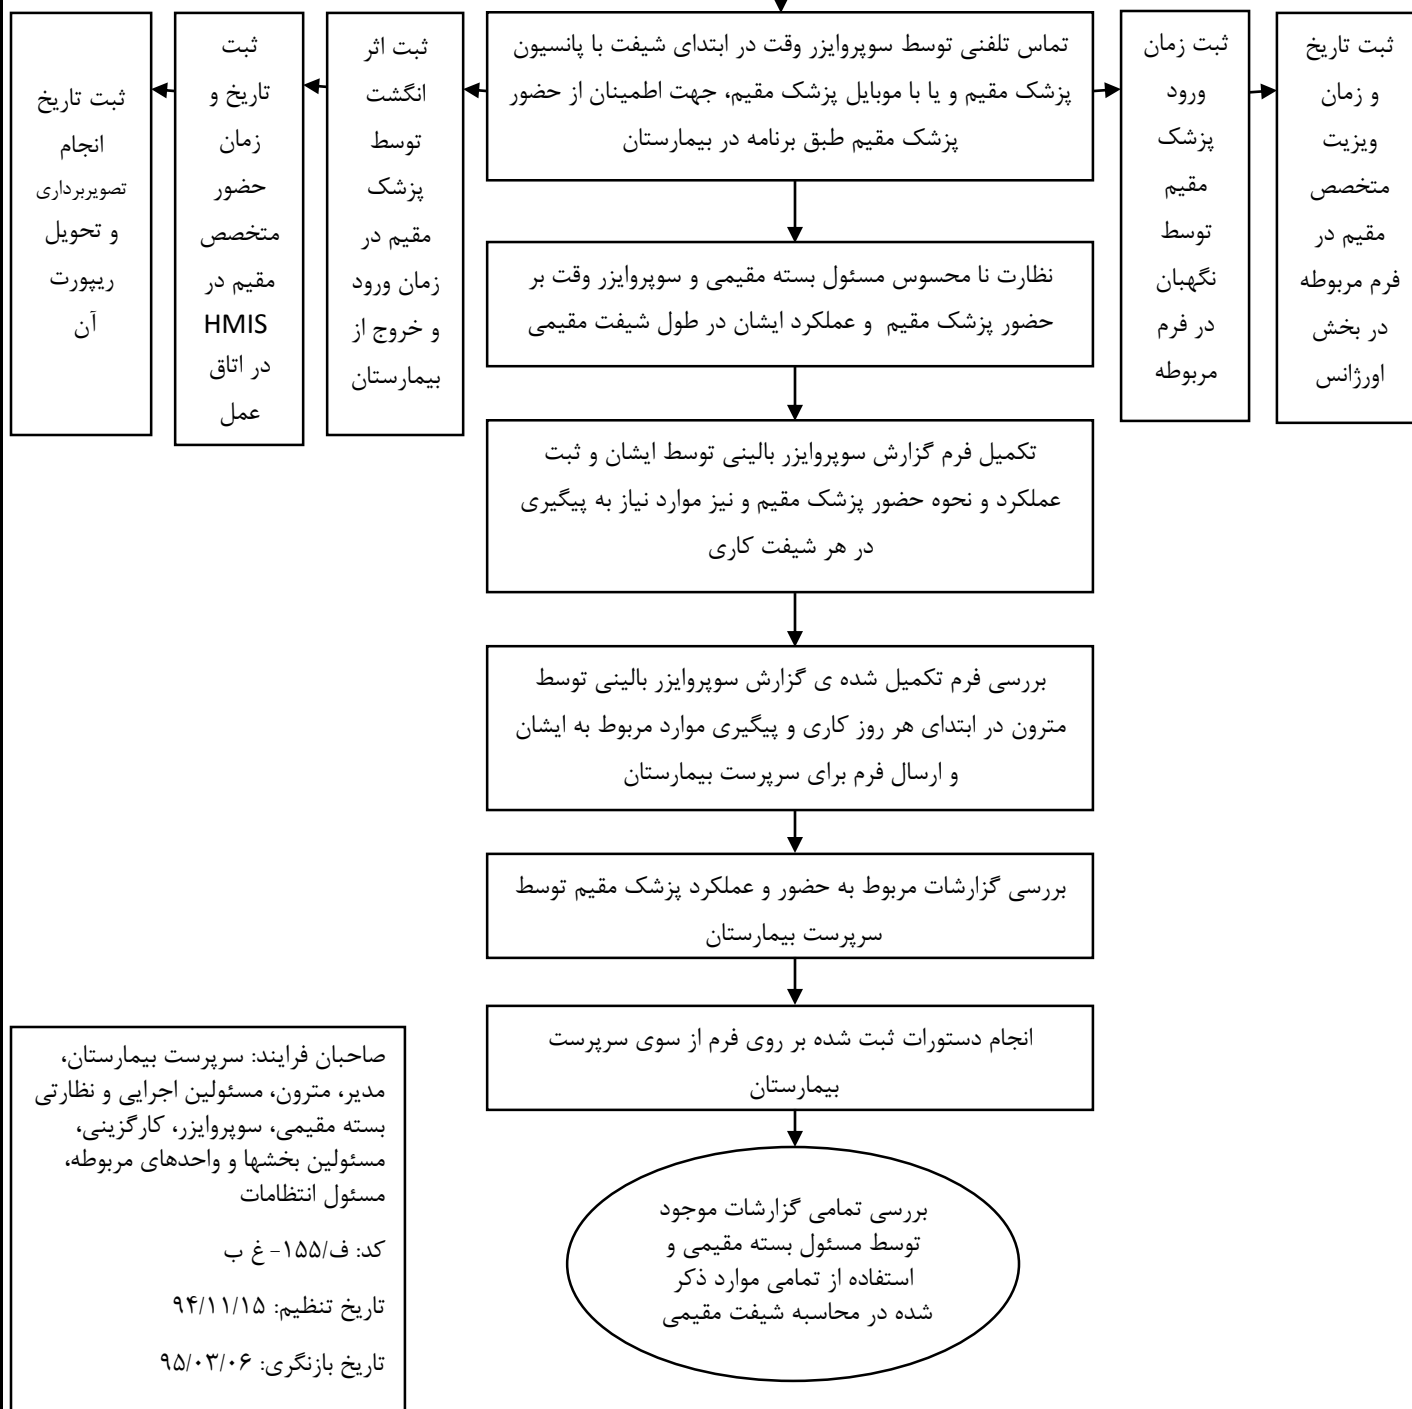 ثبت تاریخ
و زمان
ویزیت
متخصص
مقیم در
فرم مربوطه
در بخش
اورژانس
ثبت زمان
ورود
پزشک
مقیم
توسط
نگهبان
در فرم
مربوطه
تماس تلفنی توسط سوپروایزر وقت در ابتدای شیفت با پانسیون
پزشک مقیم و یا با موبایل پزشک مقیم، جهت اطمینان از حضور
پزشک مقیم طبق برنامه در بیمارستان
ثبت اثر
انگشت
توسط
پزشک
مقیم در
زمان ورود
و خروج از
بیمارستان
ثبت
تاریخ و
زمان
حضور
متخصص
مقیم در
HMIS
در اتاق
عمل
ثبت تاریخ
انجام
تصویربرداری
و تحویل
ریپورت
آن
نظارت نا محسوس مسئول بسته مقیمی و سوپروایزر وقت بر
حضور پزشک مقیم و عملکرد ایشان در طول شیفت مقیمی
تکمیل فرم گزارش سوپروایزر بالینی توسط ایشان و ثبت
عملکرد و نحوه حضور پزشک مقیم و نیز موارد نیاز به پیگیری
در هر شیفت کاری
بررسی فرم تکمیل شده ی گزارش سوپروایزر بالینی توسط
مترون در ابتدای هر روز کاری و پیگیری موارد مربوط به ایشان
و ارسال فرم برای سرپرست بیمارستان
بررسی گزارشات مربوط به حضور و عملکرد پزشک مقیم توسط
سرپرست بیمارستان
انجام دستورات ثبت شده بر روی فرم از سوی سرپرست
بیمارستان
بررسی تمامی گزارشات موجود
توسط مسئول بسته مقیمی و
استفاده از تمامی موارد ذکر
شده در محاسبه شیفت مقیمی
صاحبان فرایند: سرپرست بیمارستان،
مدیر، مترون، مسئولین اجرایی و نظارتی
بسته مقیمی، سوپروایزر، کارگزینی،
مسئولین بخشها و واحدهای مربوطه،
مسئول انتظامات
کد: ف/۱۵۵- غ ب
تاریخ تنظیم: ۹۴/۱۱/۱۵
تاریخ بازنگری: ۹۵/۰۳/۰۶